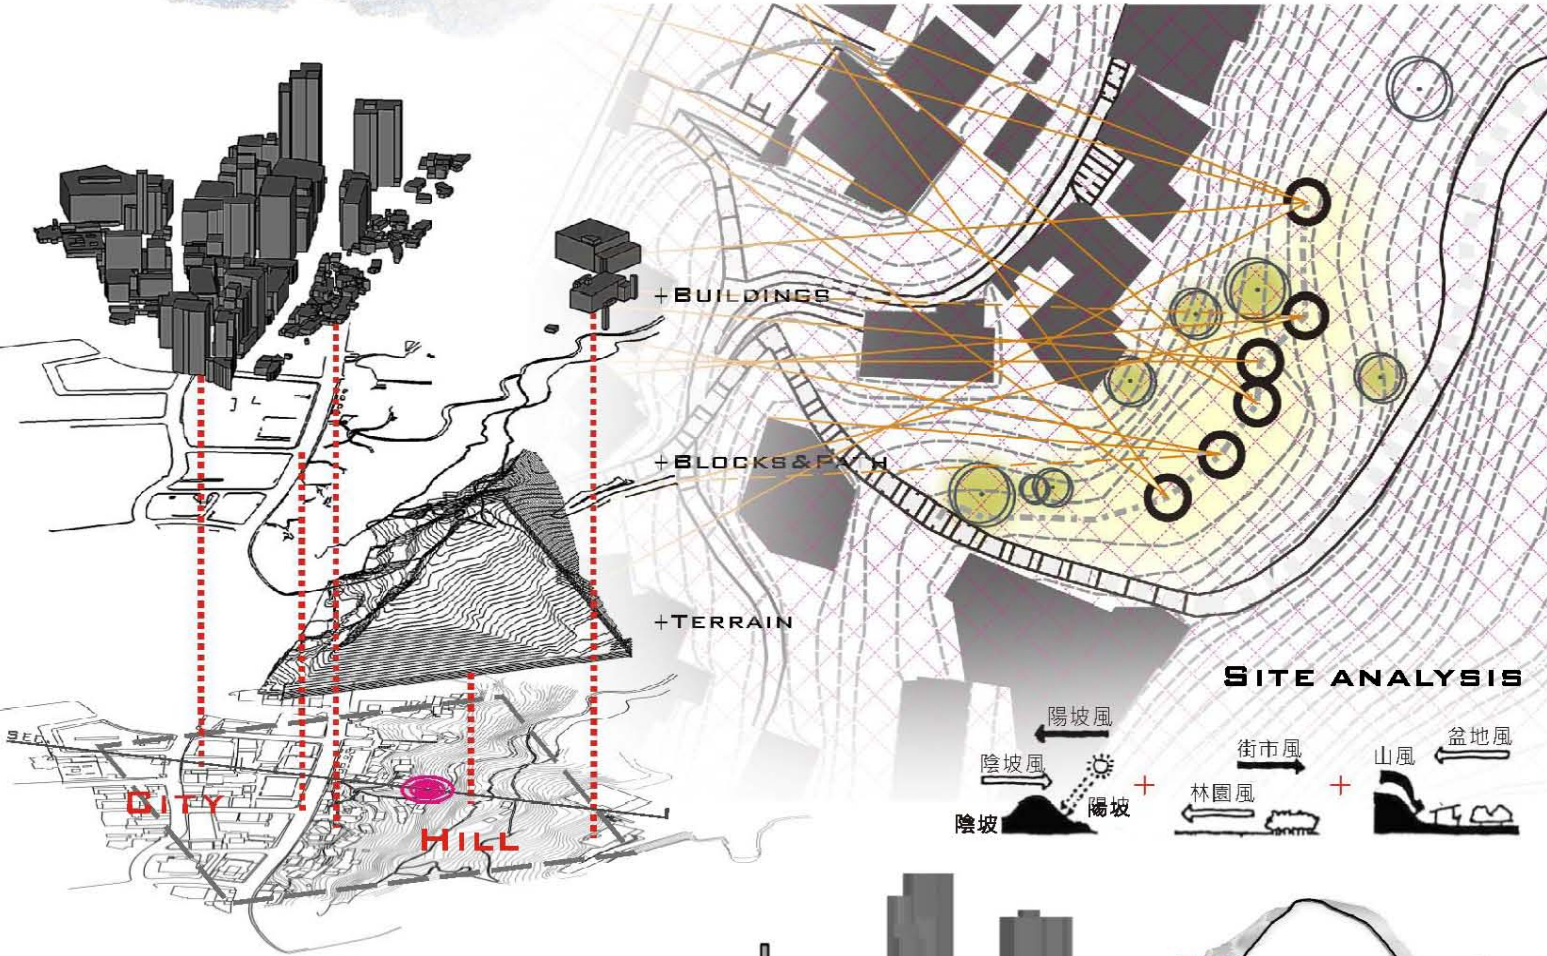 +BUILDINGS
+BLOCKS&PATH
+TERRAIN
SEC.
CITY
HILL
SITE ANALYSIS
陽坡風
陰坡風
陰坡
陽坡
+
街市風
林園風
+
山風
盆地風